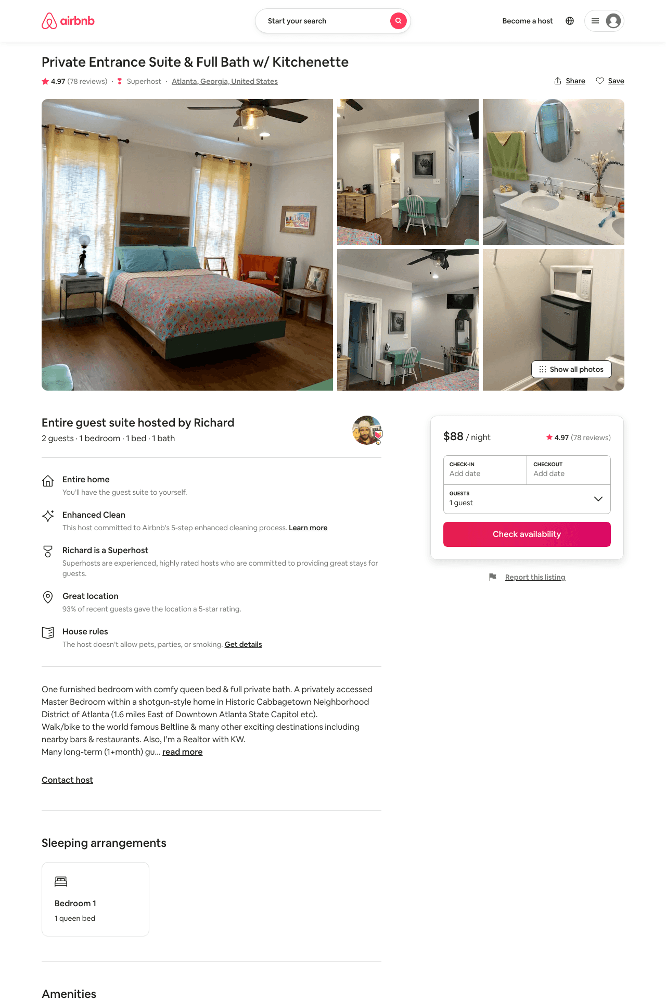 airbnb
Start your search
Become a host
Private Entrance Suite & Full Bath w/ Kitchenette
4.97 (78 reviews) · Superhost · Atlanta, Georgia, United States
Share
Save
Show all photos
Entire guest suite hosted by Richard
2 guests · 1 bedroom · 1 bed · 1 bath
$88 / night
4.97 (78 reviews)
CHECK-IN
Add date
CHECKOUT
Add date
GUESTS
1 guest
Check availability
Report this listing
Entire home
You’ll have the guest suite to yourself.
Enhanced Clean
This host committed to Airbnb's 5-step enhanced cleaning process. Learn more
Richard is a Superhost
Superhosts are experienced, highly rated hosts who are committed to providing great stays for
guests.
Great location
93% of recent guests gave the location a 5-star rating.
House rules
The host doesn’t allow pets, parties, or smoking. Get details
One furnished bedroom with comfy queen bed & full private bath. A privately accessed
Master Bedroom within a shotgun-style home in Historic Cabbagetown Neighborhood
District of Atlanta (1.6 miles East of Downtown Atlanta State Capitol etc).
Walk/bike to the world famous Beltline & many other exciting destinations including
nearby bars & restaurants. Also, I’m a Realtor with KW.
Many long-term (1+month) gu... read more
Contact host
Sleeping arrangements
Bedroom 1
1 queen bed
Amenities